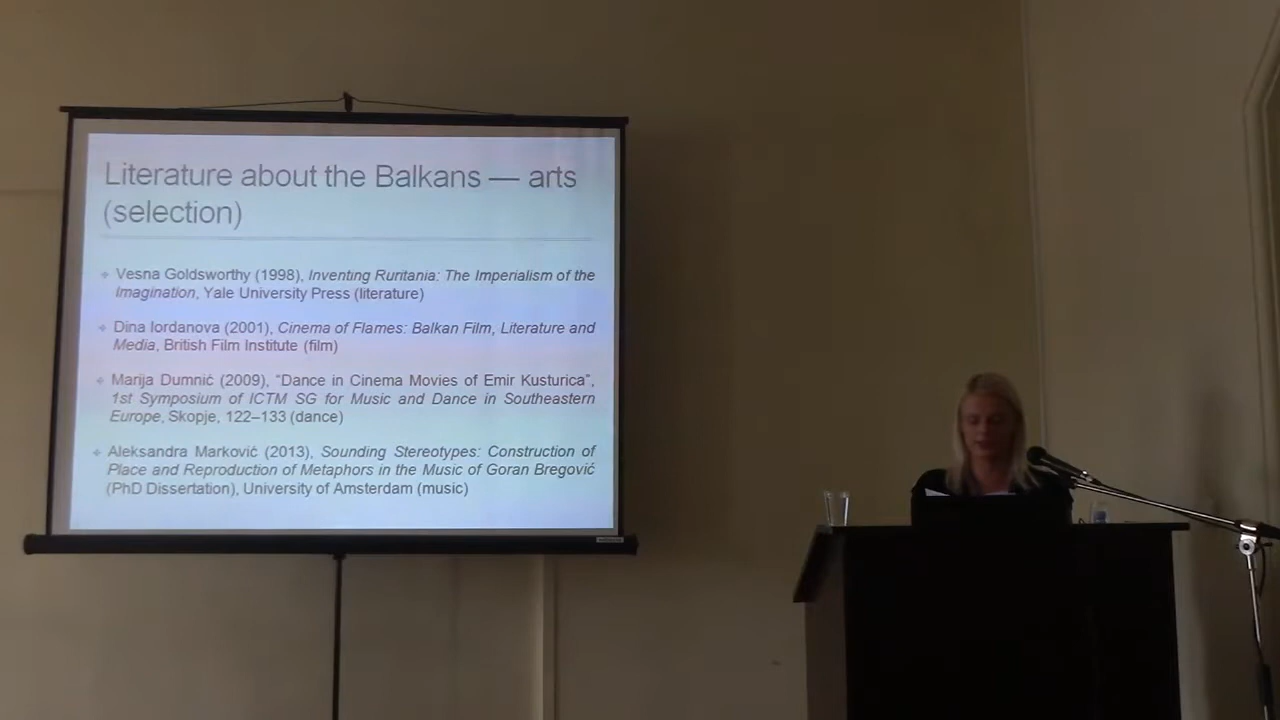 Literature about the Balkans — arts
(selection)
Vesna Goldsworthy (1998), Inventing Ruritania: The Imperialism of the
Imagination, Yale University Press (literature)
Dina Iordanova (2001), Cinema of Flames: Balkan Film, Literature and
Media, British Film Institute (film)
Marija Dumnić (2009), "Dance in Cinema Movies of Emir Kusturica",
1st Symposium of ICTM SG for Music and Dance in Southeastern
Europe, Skopje, 122–133 (dance)
Aleksandra Marković (2013), Sounding Stereotypes: Construction of
Place and Reproduction of Metaphors in the Music of Goran Bregović
(PhD Dissertation), University of Amsterdam (music)